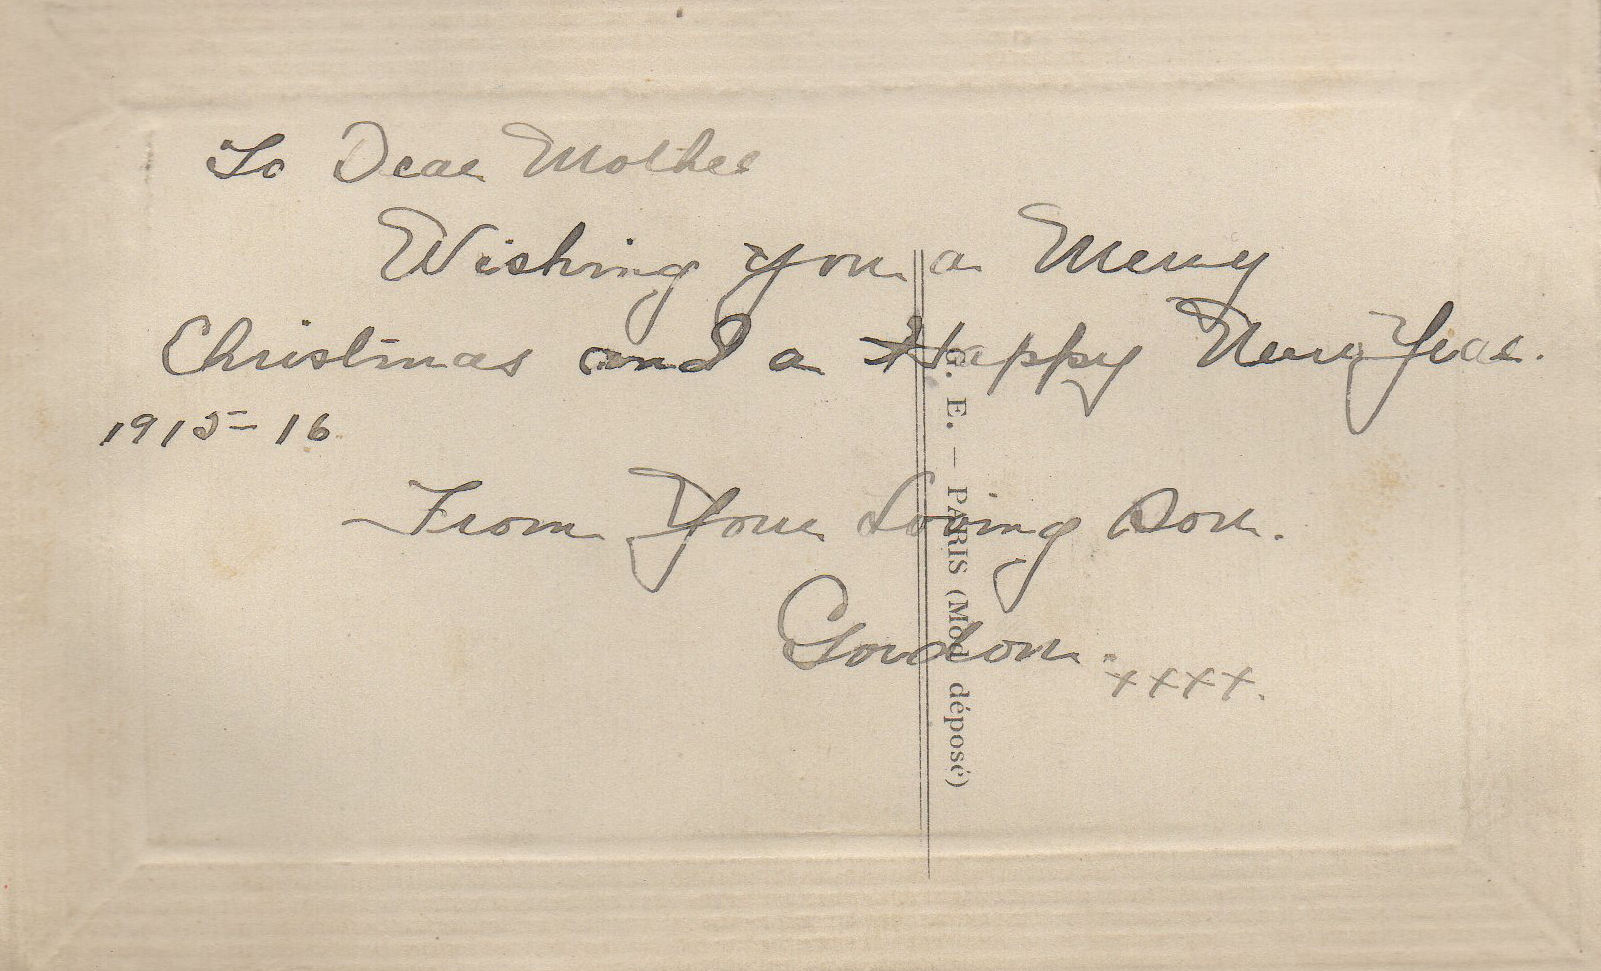 To Dear Mother
Wishing you a Merry
Christmas and a Happy New Year.
1915-16
From Your Loving Son.
Gordon. xxxx.
G. E. — PARIS (Mod déposé)